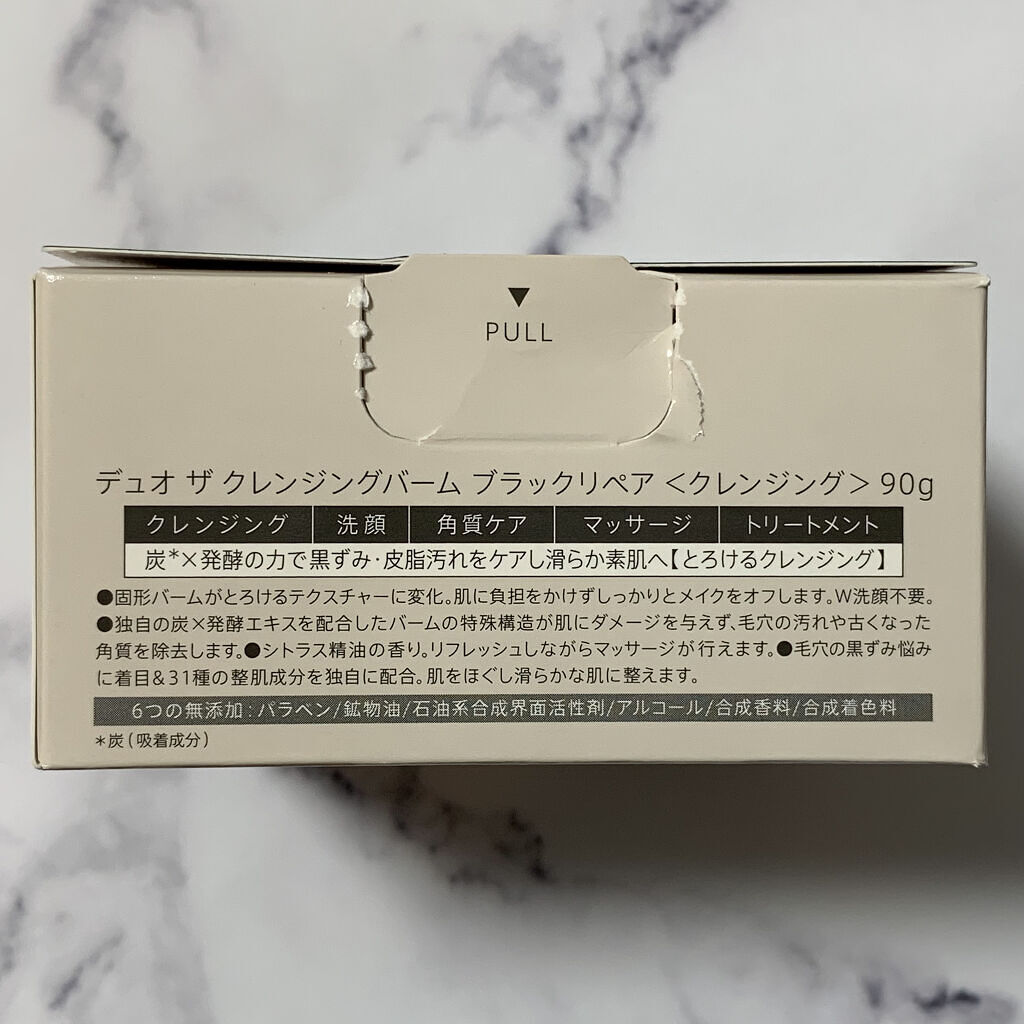 ▼
PULL
デュオ ザ クレンジングバーム ブラックリペア <クレンジング> 90g
クレンジング 洗顔 角質ケア マッサージ トリートメント
炭*×発酵の力で黒ずみ・皮脂汚れをケアし滑らか素肌へ【とろけるクレンジング】
●固形バームがとろけるテクスチャーに変化。肌に負担をかけずしっかりとメイクをオフします。W洗顔不要。
●独自の炭×発酵エキスを配合したバームの特殊構造が肌にダメージを与えず、毛穴の汚れや古くなった
角質を除去します。●シトラス精油の香り。リフレッシュしながらマッサージが行えます。●毛穴の黒ずみ悩み
に着目&31種の整肌成分を独自に配合。肌をほぐし滑らかな肌に整えます。
6つの無添加:パラベン/鉱物油/石油系合成界面活性剤/アルコール/合成香料/合成着色料
*炭(吸着成分)